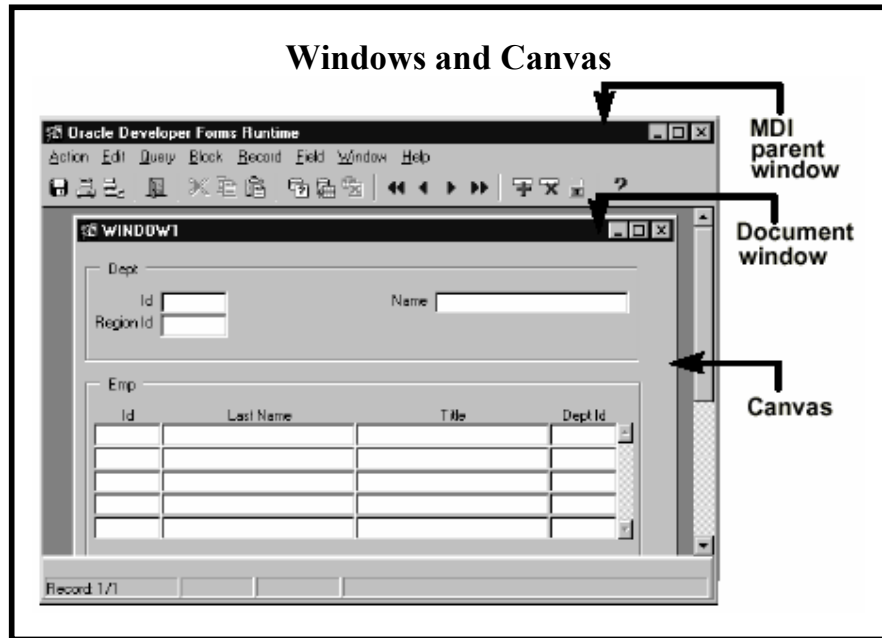 Windows and Canvas
Oracle Developer Forms Runtime
Action Edit Query Block Record Field Window Help
MDI
parent
window
WINDOW1
Document
window
Dept
Id
Name
Region Id
Canvas
Emp
Id Last Name Title Dept Id
Record: 1/1